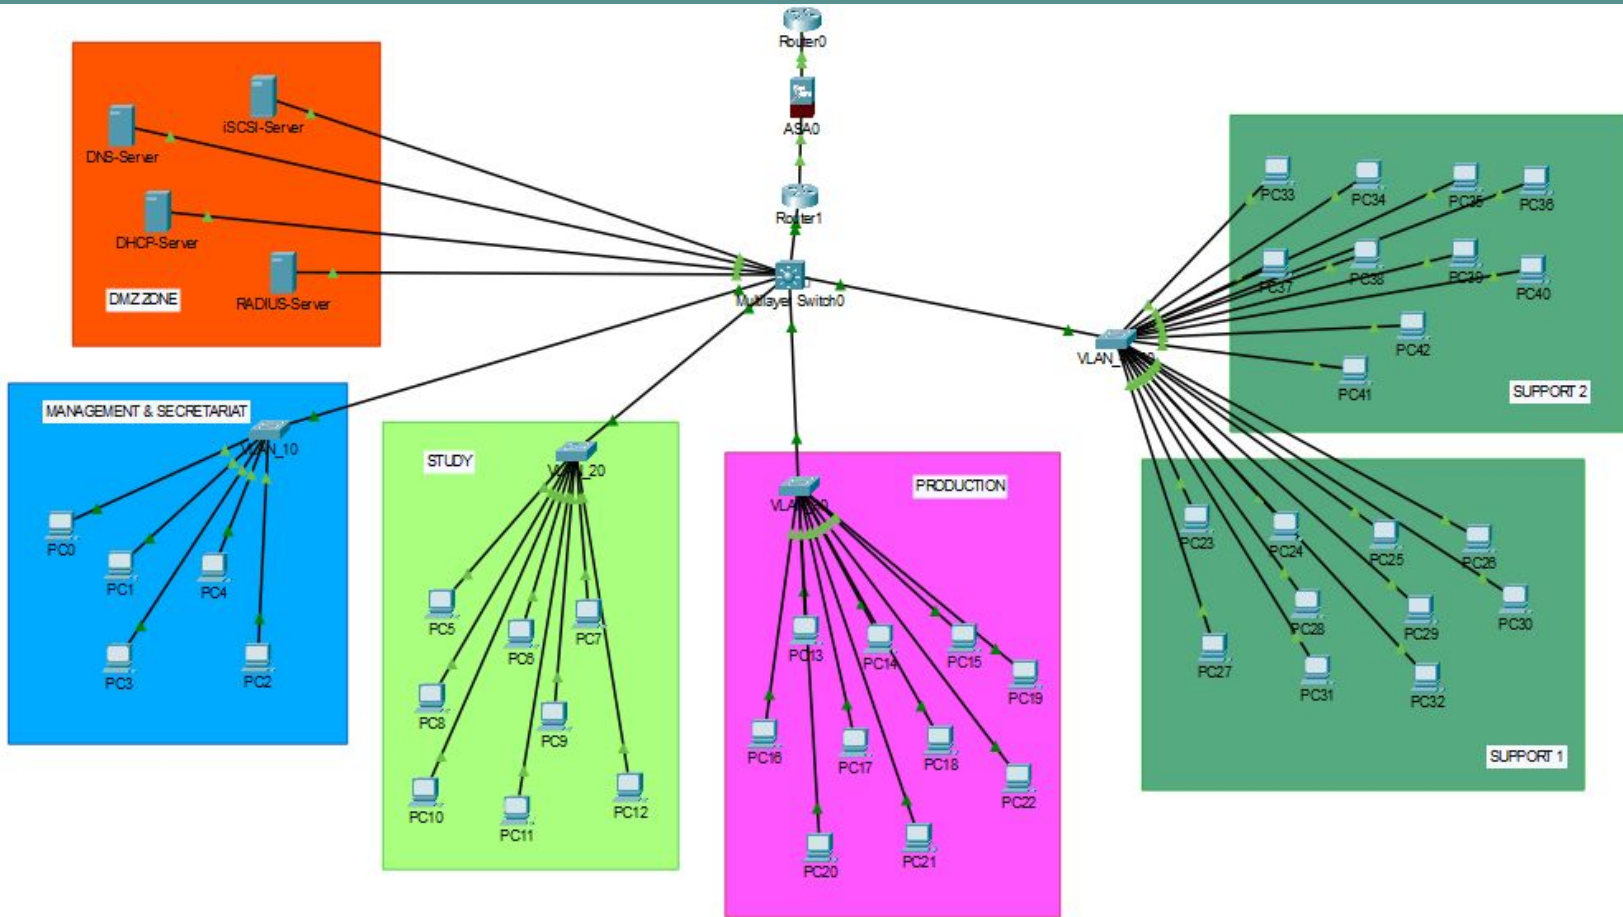 Router0
ASA0
Router1
Multilayer Switch0
iSCSI-Server
DNS-Server
DHCP-Server
RADIUS-Server
DMZ ZONE
MANAGEMENT & SECRETARIAT
VLAN_10
PC0
PC1
PC4
PC3
PC2
STUDY
PC5
PC6
PC7
PC8
PC9
PC10
PC11
PC12
PRODUCTION
PC13
PC14
PC15
PC19
PC16
PC17
PC18
PC22
PC20
PC21
PC33
PC34
PC35
PC36
PC37
PC38
PC39
PC40
PC42
PC41
SUPPORT 2
PC23
PC24
PC25
PC26
PC28
PC29
PC30
PC27
PC31
PC32
SUPPORT 1